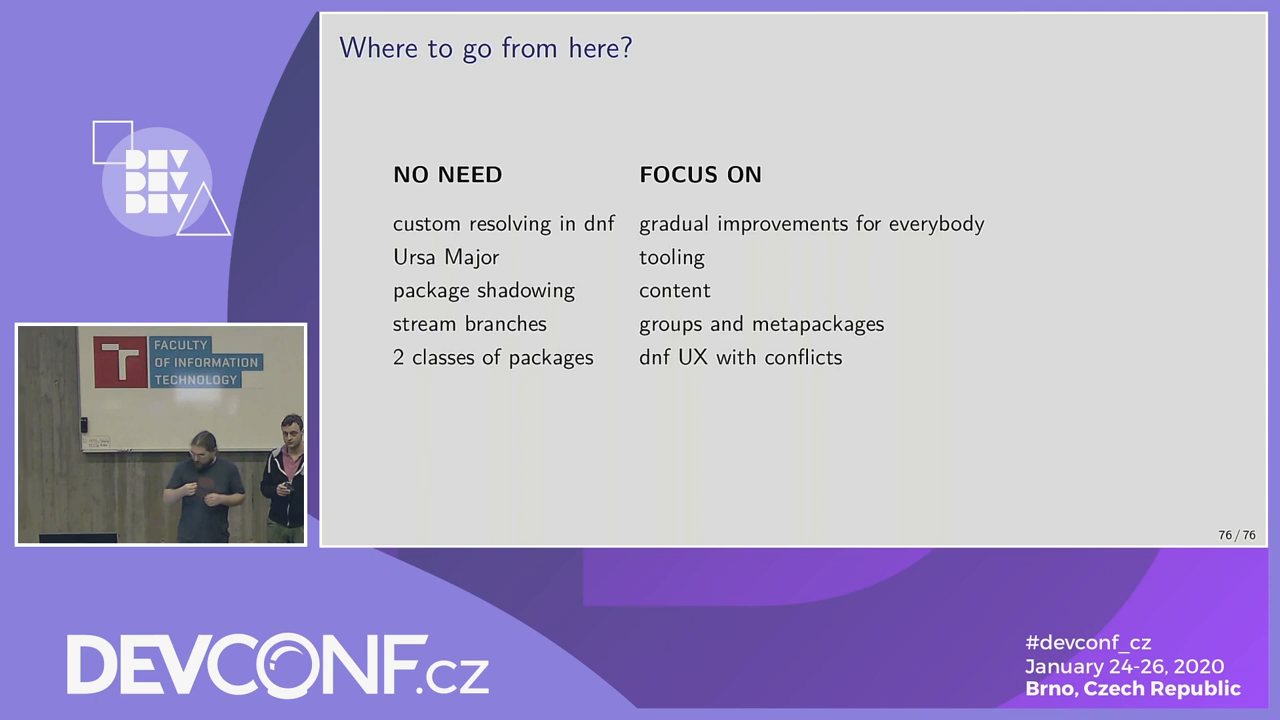 Where to go from here?
NO NEED FOCUS ON
custom resolving in dnf gradual improvements for everybody
Ursa Major tooling
package shadowing content
stream branches groups and metapackages
2 classes of packages dnf UX with conflicts
76 / 76
DEV
DEV
DEV
FACULTY
OF INFORMATION
TECHNOLOGY
DEVCONF.cz
#devconf_cz
January 24-26, 2020
Brno, Czech Republic